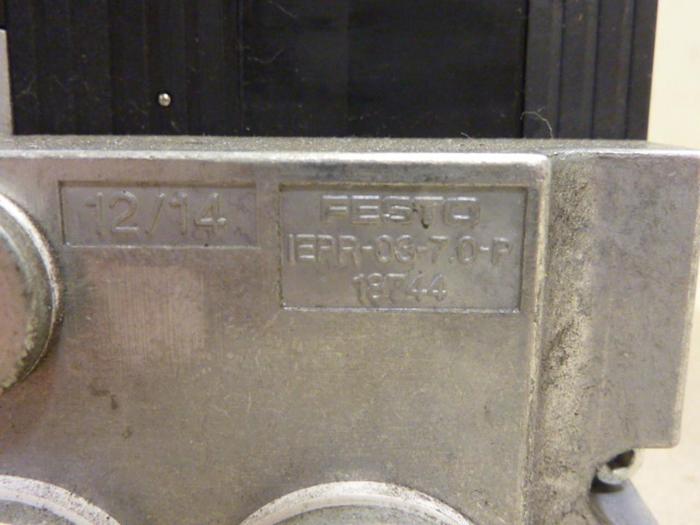 12/14
FESTO
IEPR-03-7.0-P
18744